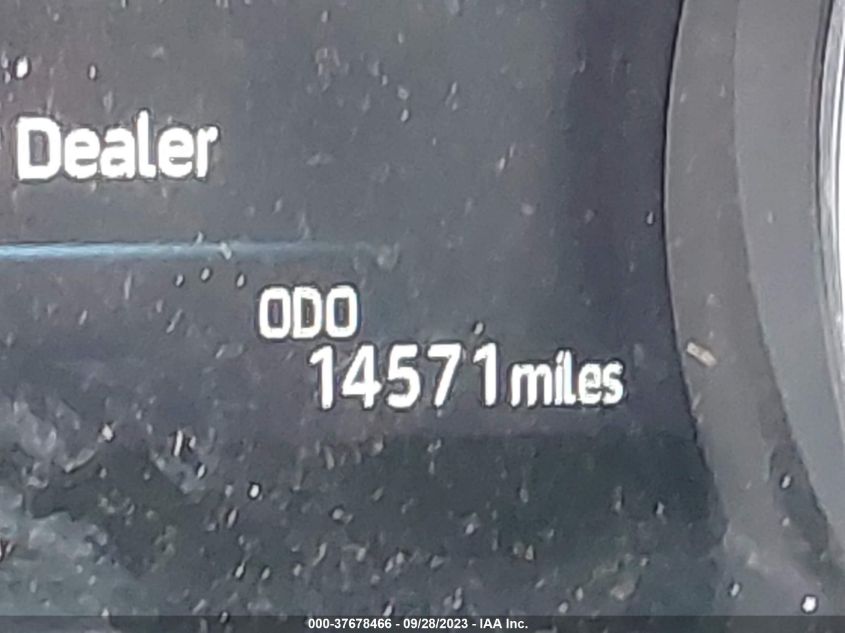 Dealer
ODO
14571 miles
000-37678466 - 09/28/2023 - IAA Inc.